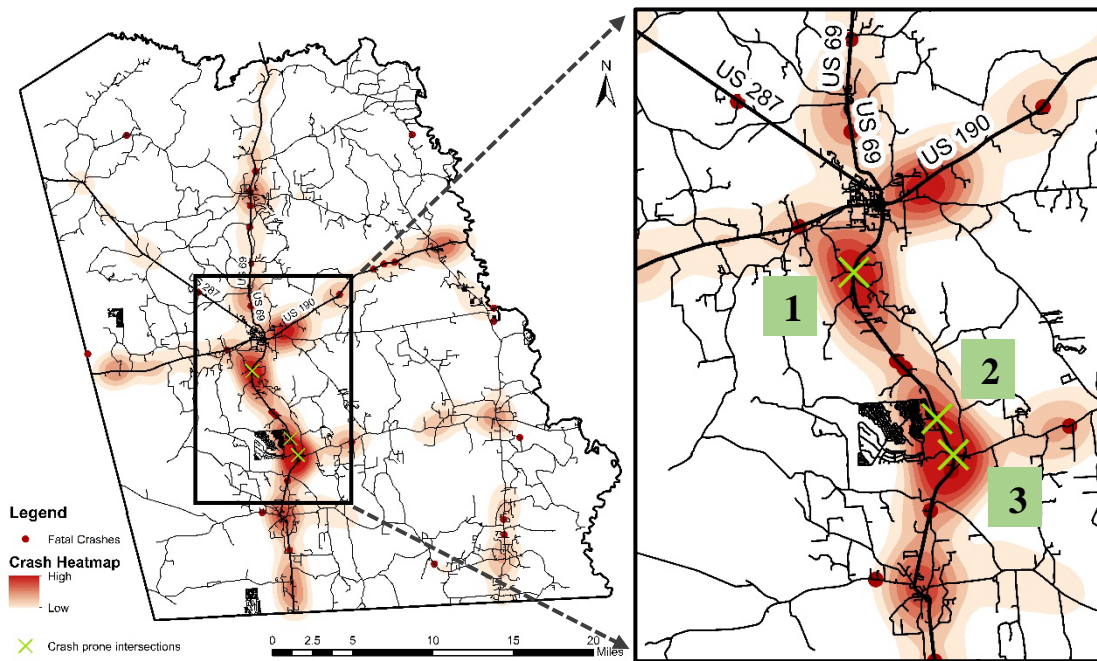 N
US 69
US 287
US 190
Legend
Fatal Crashes
Crash Heatmap
High
Low
Crash prone intersections
0 2.5 5 10 15 20
Miles
US 69
US 287
US 69
US 190
1
2
3